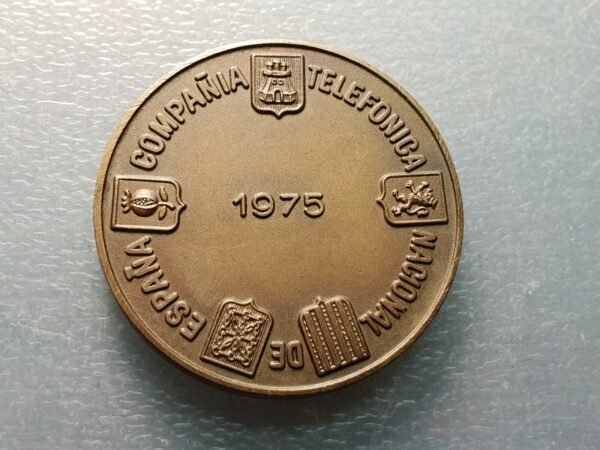 COMPAÑIA TELEFONICA NACIONAL DE ESPAÑA
1975